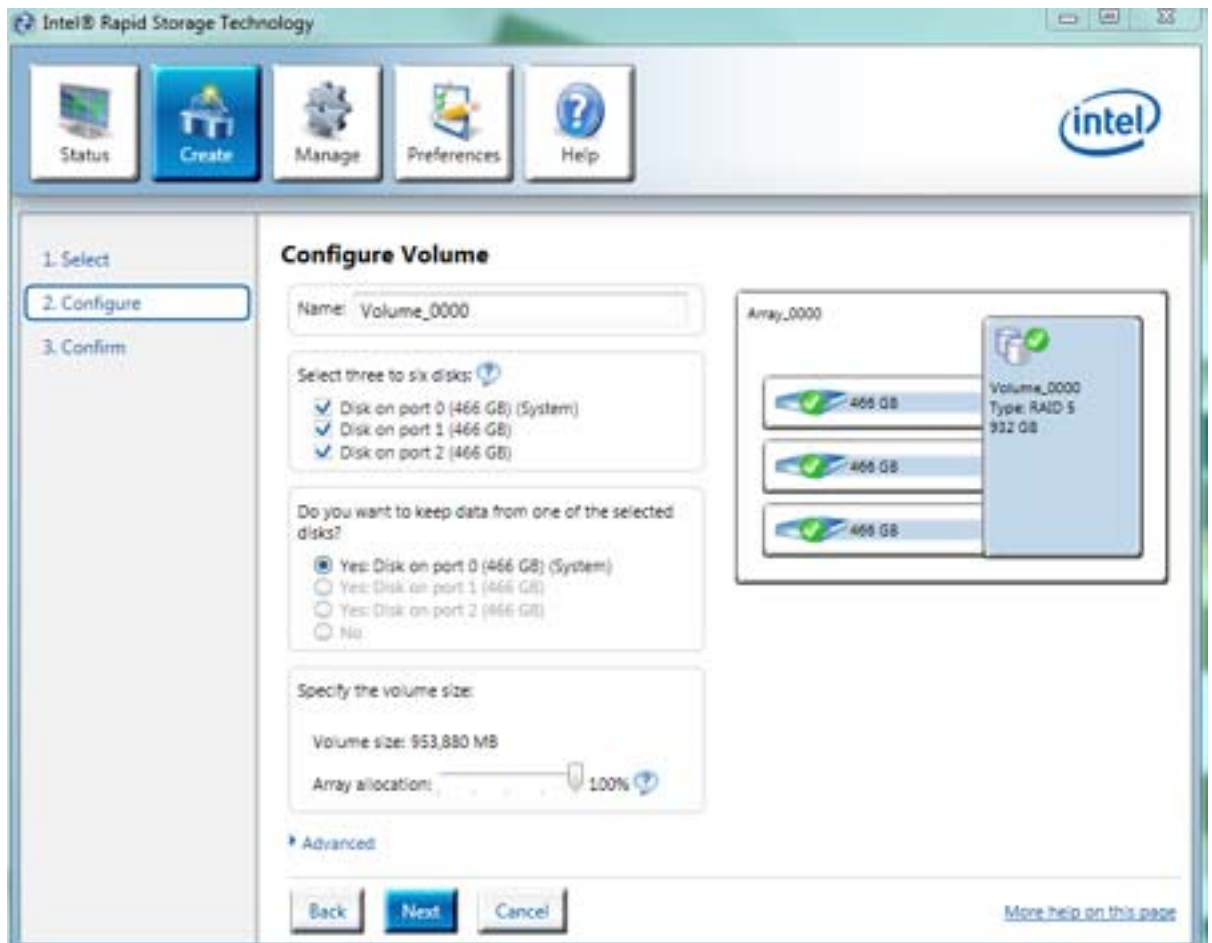 Intel® Rapid Storage Technology
Status
Create
Manage
Preferences
Help
intel
1. Select
2. Configure
3. Confirm
Configure Volume
Name: Volume_0000
Select three to six disks:
Disk on port 0 (466 GB) (System)
Disk on port 1 (466 GB)
Disk on port 2 (466 GB)
Do you want to keep data from one of the selected
disks?
Yes: Disk on port 0 (466 GB) (System)
Yes: Disk on port 1 (466 GB)
Yes: Disk on port 2 (466 GB)
No
Specify the volume size:
Volume size: 953,880 MB
Array allocation: 100%
Advanced
Back
Next
Cancel
More help on this page
Array_0000
466 GB
466 GB
466 GB
Volume_0000
Type: RAID 5
932 GB